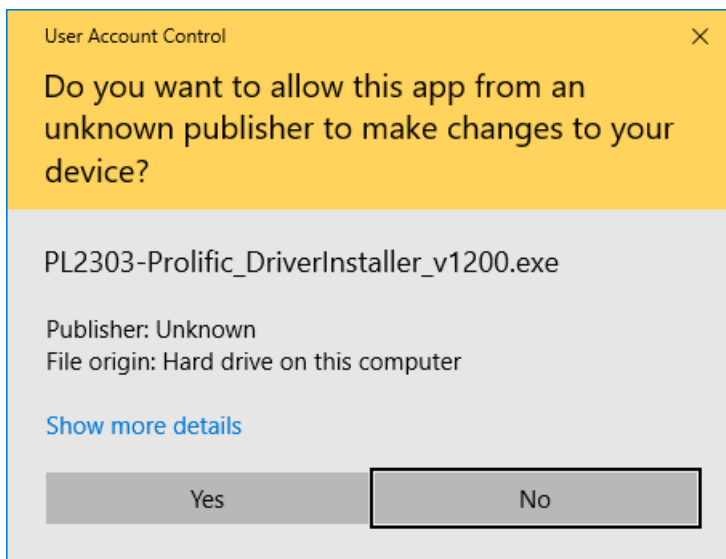 User Account Control
Do you want to allow this app from an
unknown publisher to make changes to your
device?
PL2303-Prolific_DriverInstaller_v1200.exe
Publisher: Unknown
File origin: Hard drive on this computer
Show more details
Yes
No